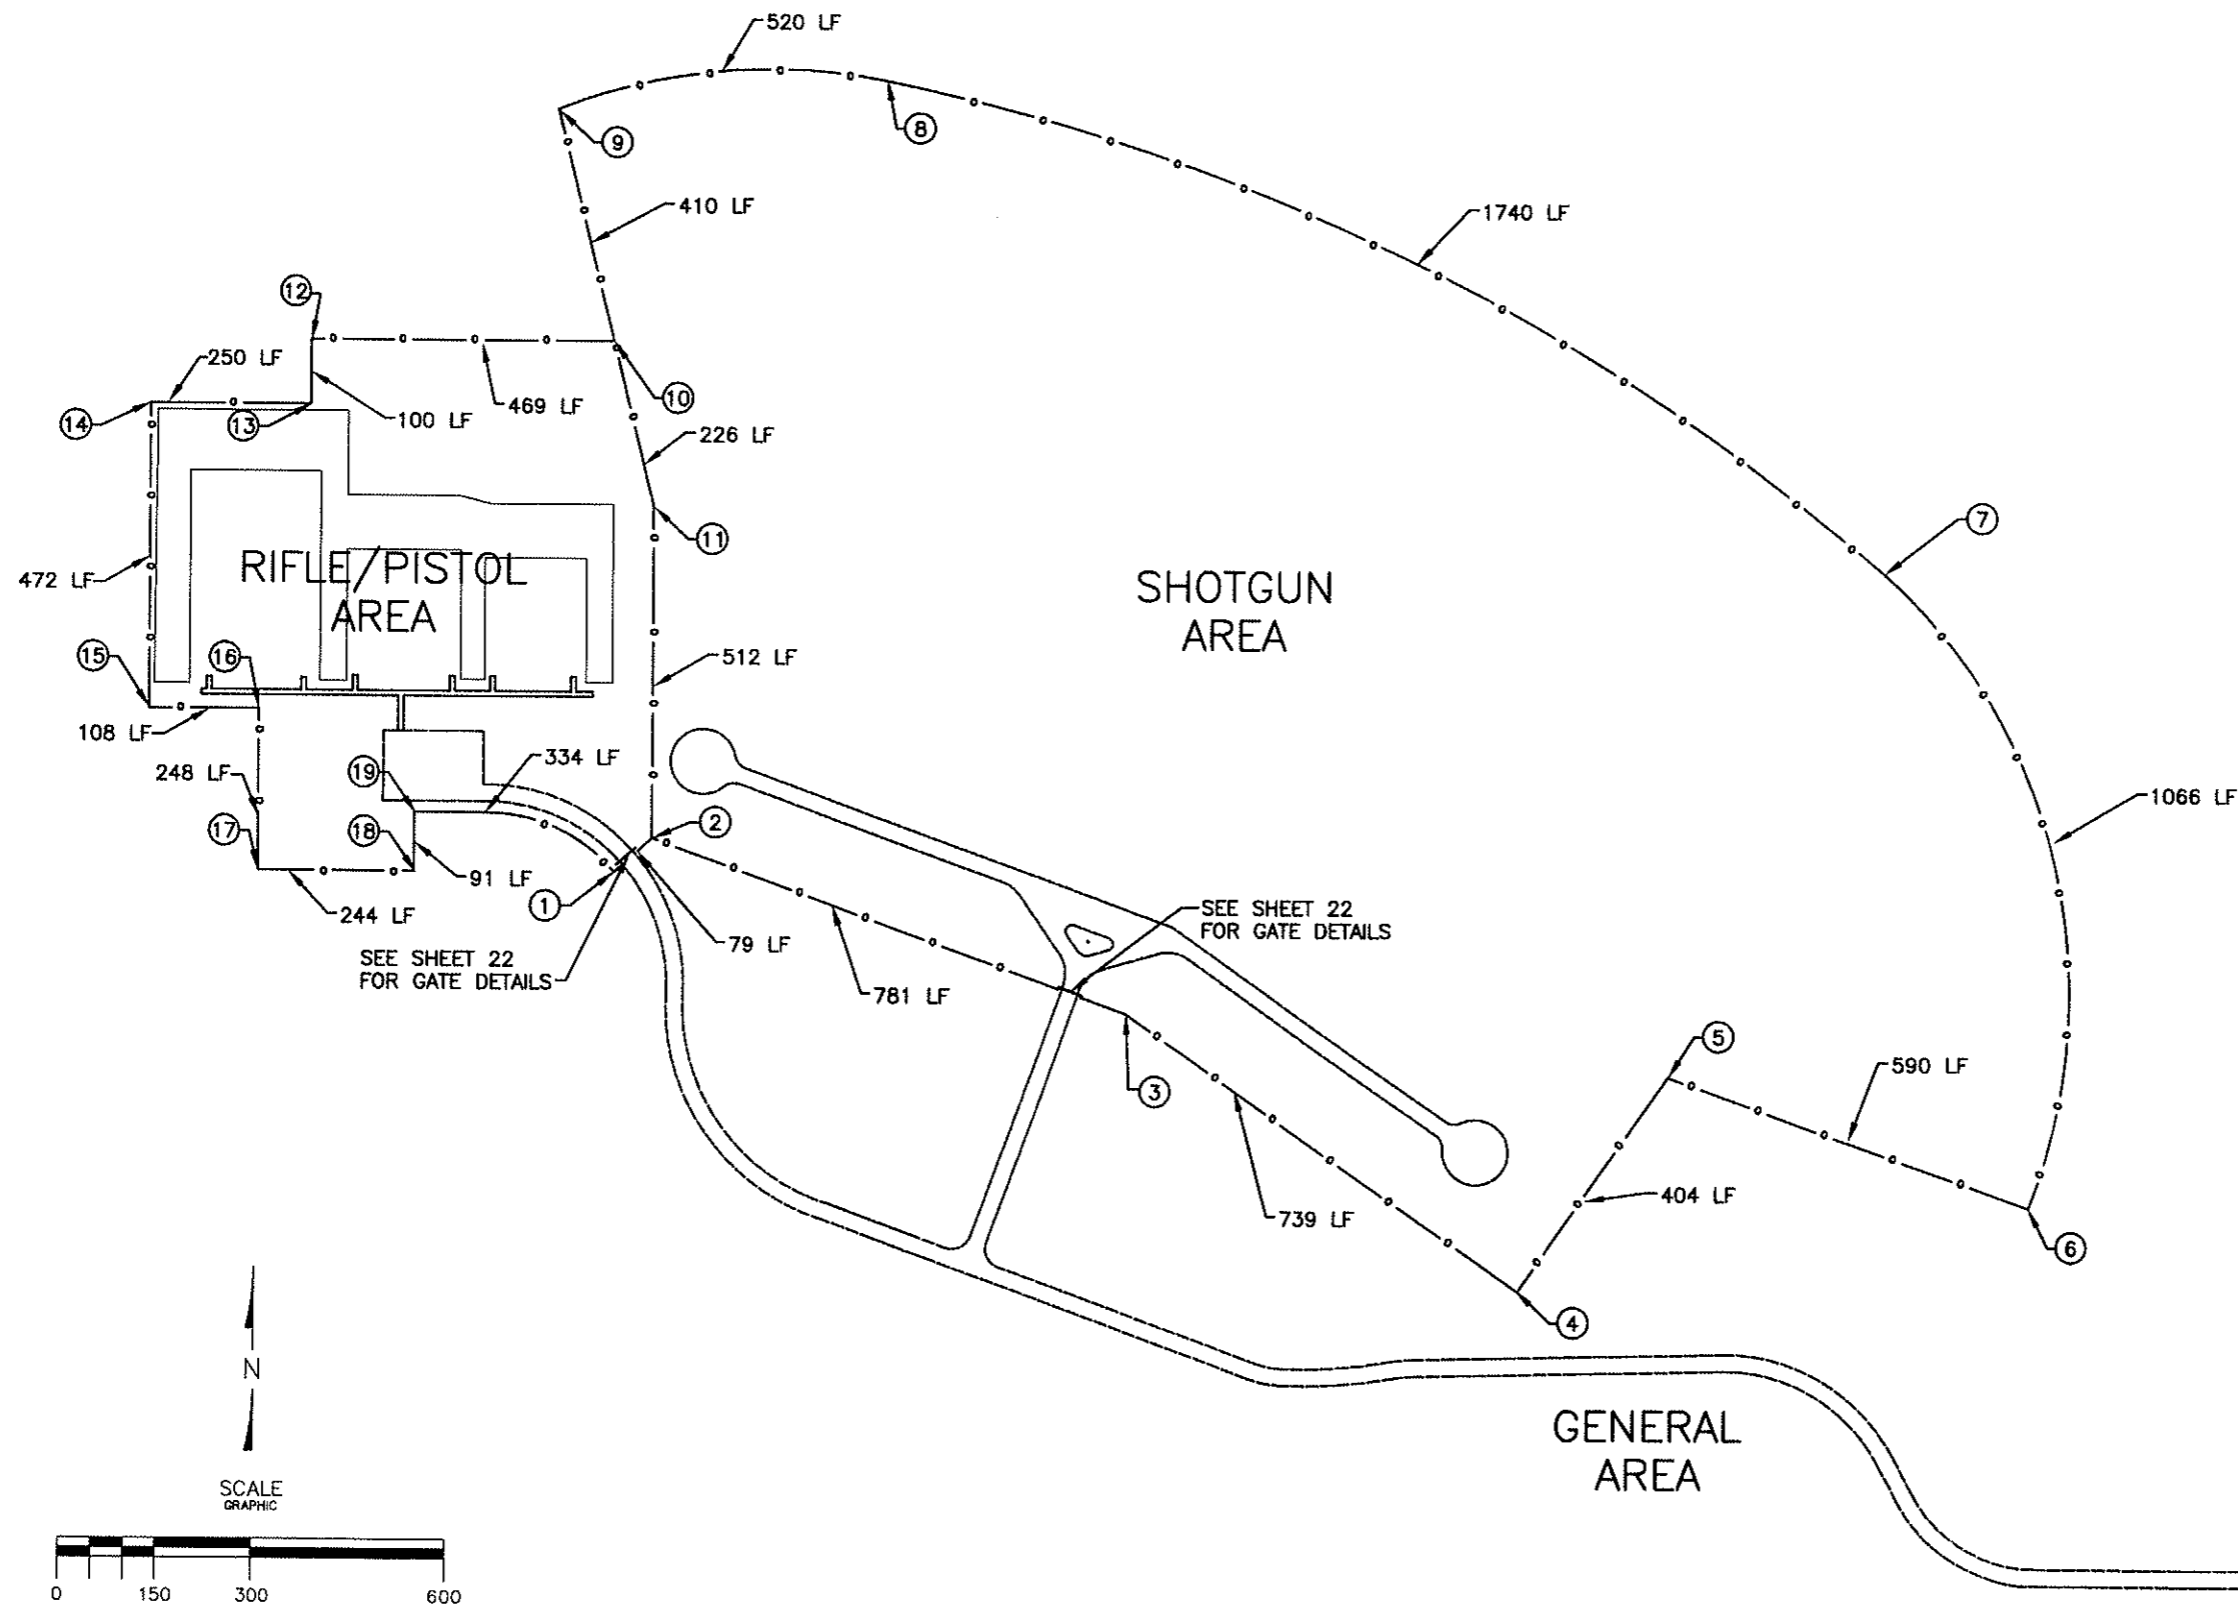 520 LF
9
8
410 LF
1740 LF
12
250 LF
469 LF
10
14
13
100 LF
226 LF
7
11
RIFLE/PISTOL
AREA
472 LF
SHOTGUN
AREA
15
16
512 LF
108 LF
334 LF
248 LF
19
1066 LF
17
18
2
91 LF
1
244 LF
79 LF
SEE SHEET 22
FOR GATE DETAILS
SEE SHEET 22
FOR GATE DETAILS
781 LF
5
590 LF
3
404 LF
739 LF
6
4
N
GENERAL
AREA
SCALE
GRAPHIC
0 150 300 600